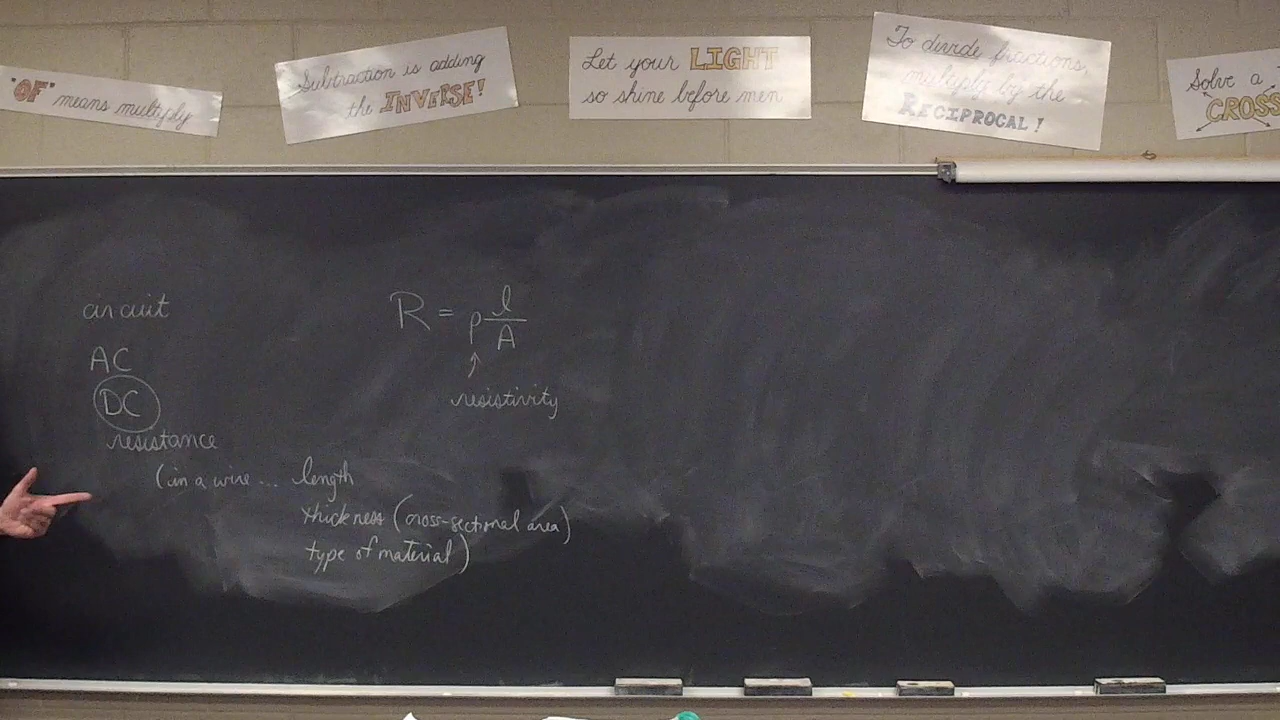 "OF" means multiply
Subtraction is adding
the INVERSE!
Let your LIGHT
so shine before men
To divide fractions,
multiply by the
RECIPROCAL!
Solve a
CROSS
circuit
AC
DC
resistance
(in a wire... length
thickness (cross-sectional area)
type of material)
R = ρ l/A
resistivity